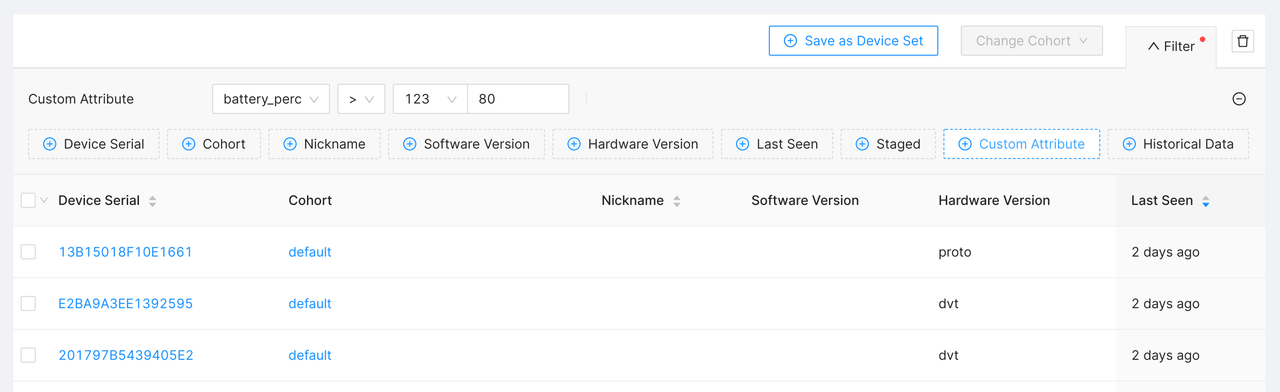 Save as Device Set Change Cohort Filter
Custom Attribute battery_perc > 123 80
Device Serial Cohort Nickname Software Version Hardware Version Last Seen Staged Custom Attribute Historical Data
Device Serial Cohort Nickname Software Version Hardware Version Last Seen
13B15018F10E1661 default proto 2 days ago
E2BA9A3EE1392595 default dvt 2 days ago
201797B5439405E2 default dvt 2 days ago